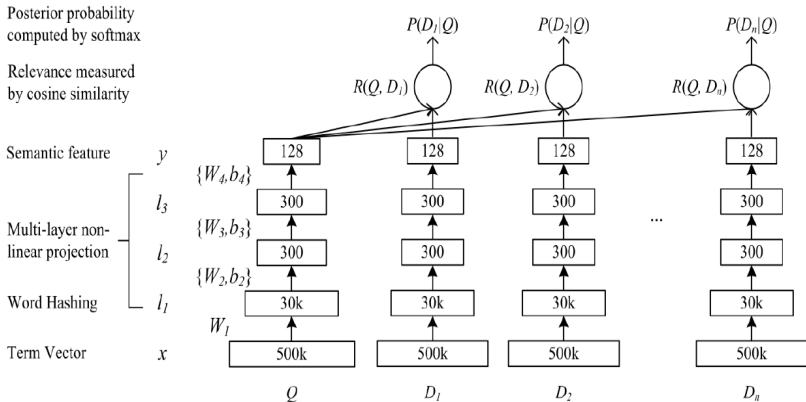 Posterior probability
computed by softmax
P(D1|Q) P(D2|Q) P(Dn|Q)
Relevance measured
by cosine similarity
R(Q, D1) R(Q, D2) R(Q, Dn)
Semantic feature y 128 128 128 128
{W4,b4}
l3 300 300 300 300
Multi-layer non-
linear projection
{W3,b3}
l2 300 300 300 300
...
{W2,b2}
Word Hashing l1 30k 30k 30k 30k
W1
Term Vector x 500k 500k 500k 500k
Q D1 D2 Dn